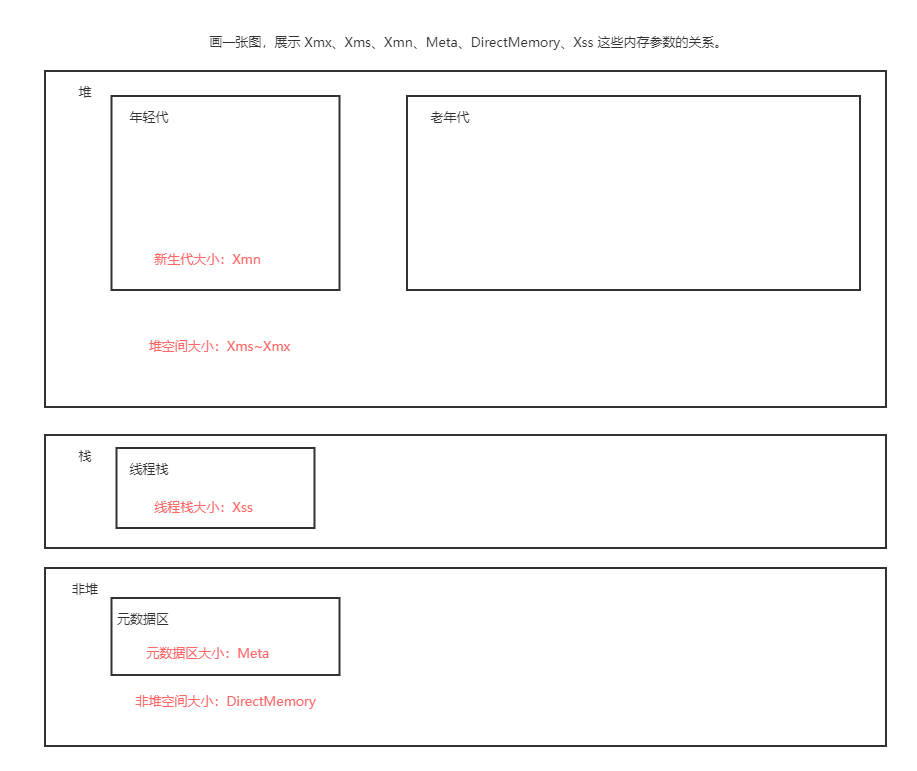 画一张图，展示 Xmx、Xms、Xmn、Meta、DirectMemory、Xss 这些内存参数的关系。
堆
年轻代
老年代
新生代大小：Xmn
堆空间大小：Xms~Xmx
栈
线程栈
线程栈大小：Xss
非堆
元数据区
元数据区大小：Meta
非堆空间大小：DirectMemory